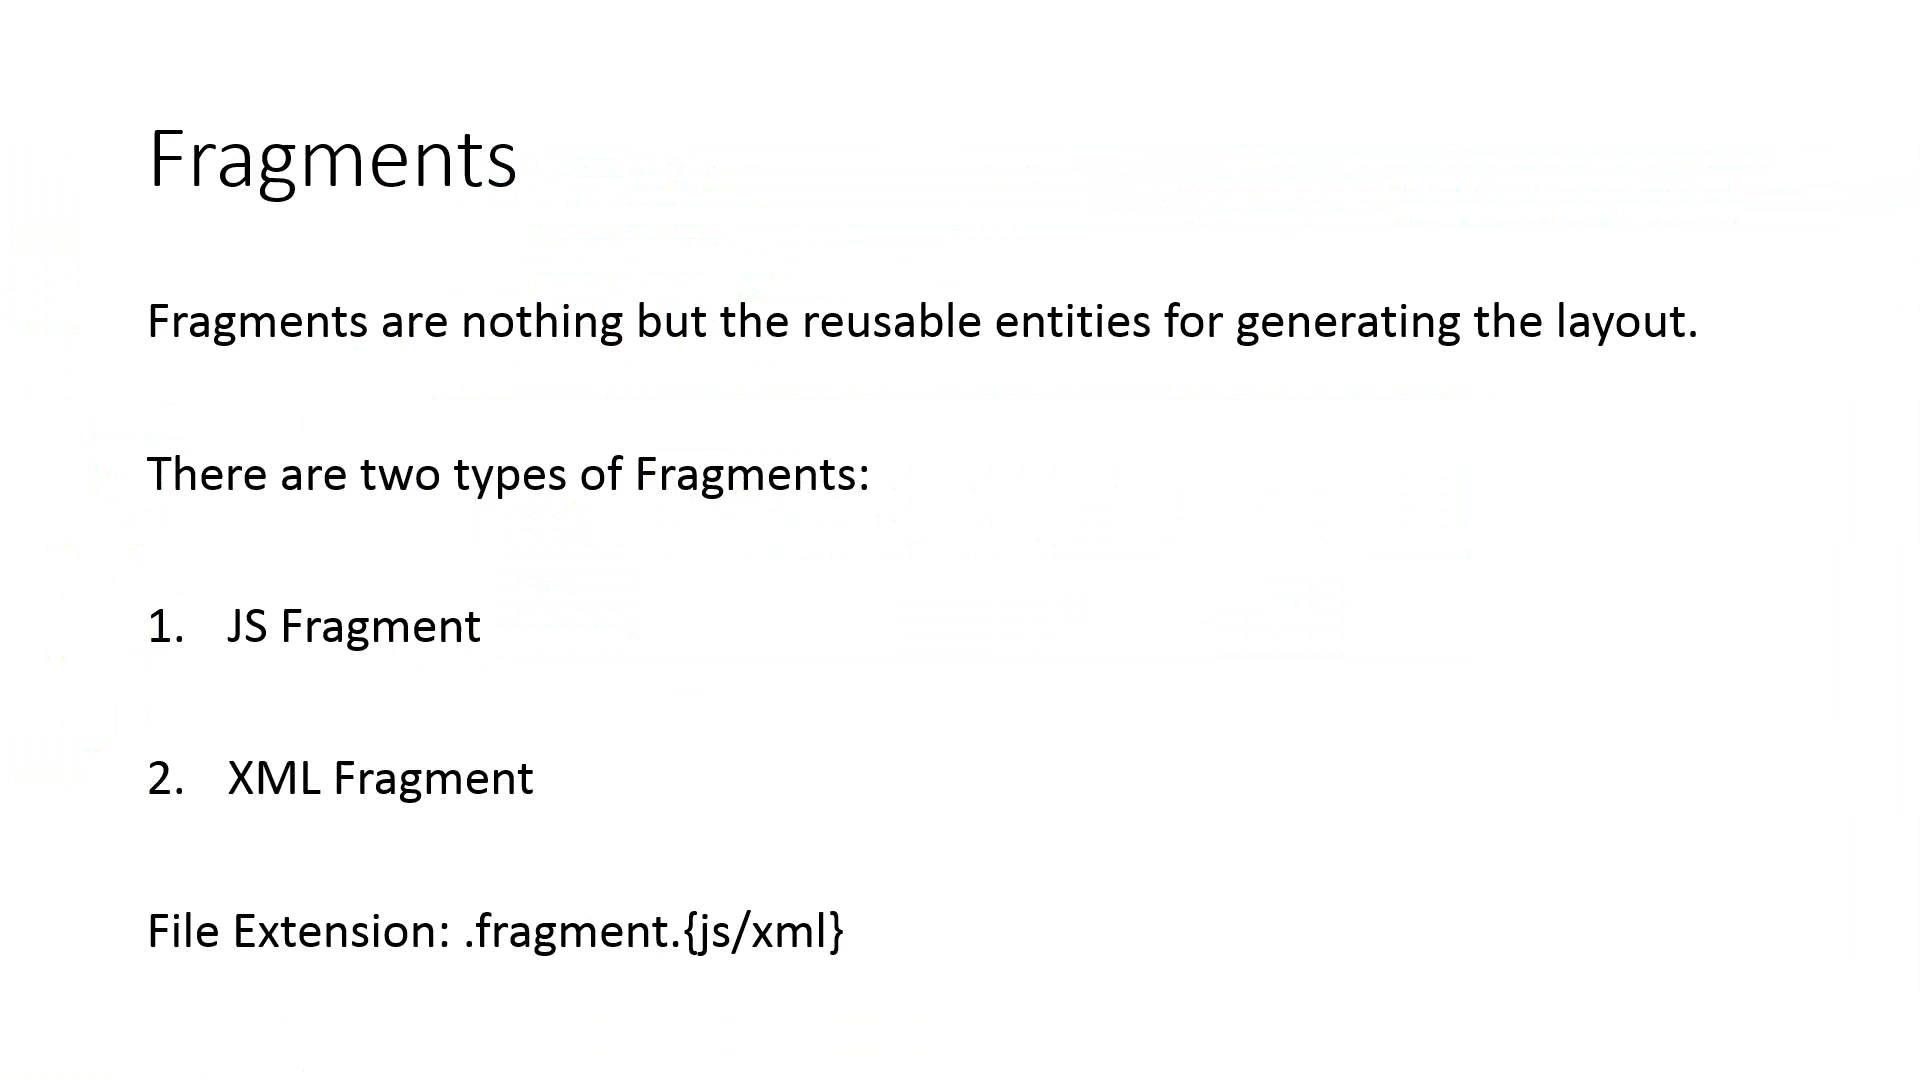 Fragments
Fragments are nothing but the reusable entities for generating the layout.
There are two types of Fragments:
1. JS Fragment
2. XML Fragment
File Extension: .fragment.{js/xml}